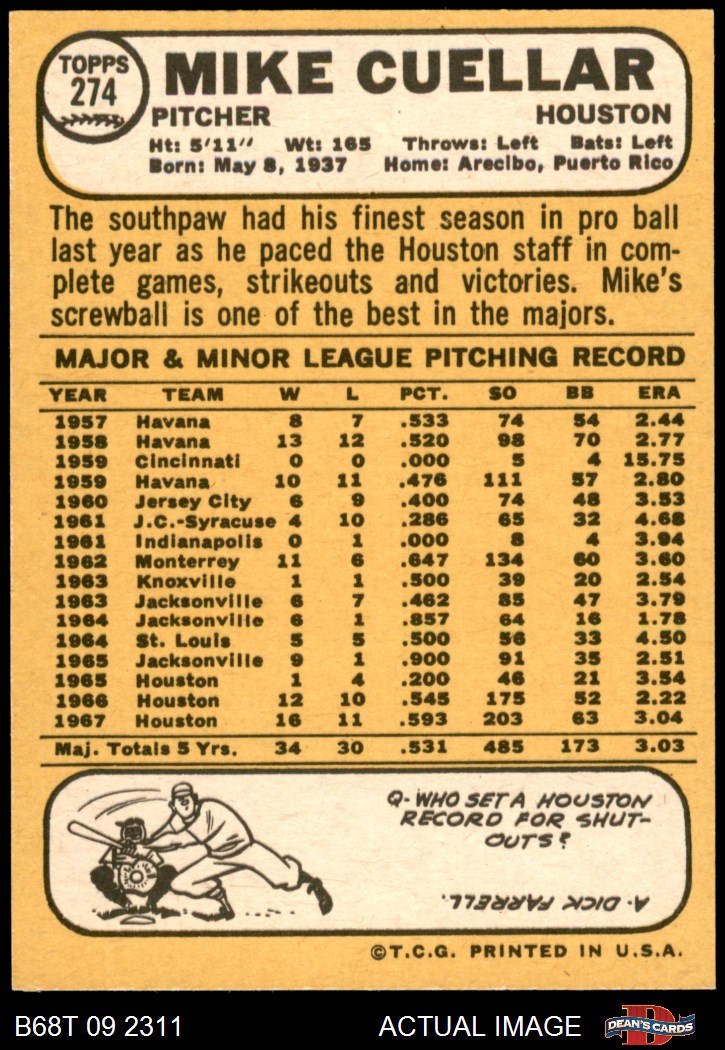 TOPPS
274
MIKE CUELLAR
PITCHER HOUSTON
Ht: 5'11" Wt: 165 Throws: Left Bats: Left
Born: May 8, 1937 Home: Arecibo, Puerto Rico
The southpaw had his finest season in pro ball
last year as he paced the Houston staff in com-
plete games, strikeouts and victories. Mike's
screwball is one of the best in the majors.
MAJOR & MINOR LEAGUE PITCHING RECORD
YEAR TEAM W L PCT. SO BB ERA
1957 Havana 8 7 .533 74 54 2.44
1958 Havana 13 12 .520 98 70 2.77
1959 Cincinnati 0 0 .000 5 4 15.75
1959 Havana 10 11 .476 111 57 2.80
1960 Jersey City 6 9 .400 74 48 3.53
1961 J.C.-Syracuse 4 10 .286 65 32 4.68
1961 Indianapolis 0 1 .000 8 4 3.94
1962 Monterrey 11 6 .647 134 60 3.60
1963 Knoxville 1 1 .500 39 20 2.54
1963 Jacksonville 6 7 .462 85 47 3.79
1964 Jacksonville 6 1 .857 64 16 1.78
1964 St. Louis 5 5 .500 56 33 4.50
1965 Jacksonville 9 1 .900 91 35 2.51
1965 Houston 1 4 .200 46 21 3.54
1966 Houston 12 10 .545 175 52 2.22
1967 Houston 16 11 .593 203 63 3.04
Maj. Totals 5 Yrs. 34 30 .531 485 173 3.03
Q-WHO SET A HOUSTON
RECORD FOR SHUT-
OUTS?
A. DICK FARRELL.
©T.C.G. PRINTED IN U.S.A.
B68T 09 2311 ACTUAL IMAGE
D
DEAN'S CARDS